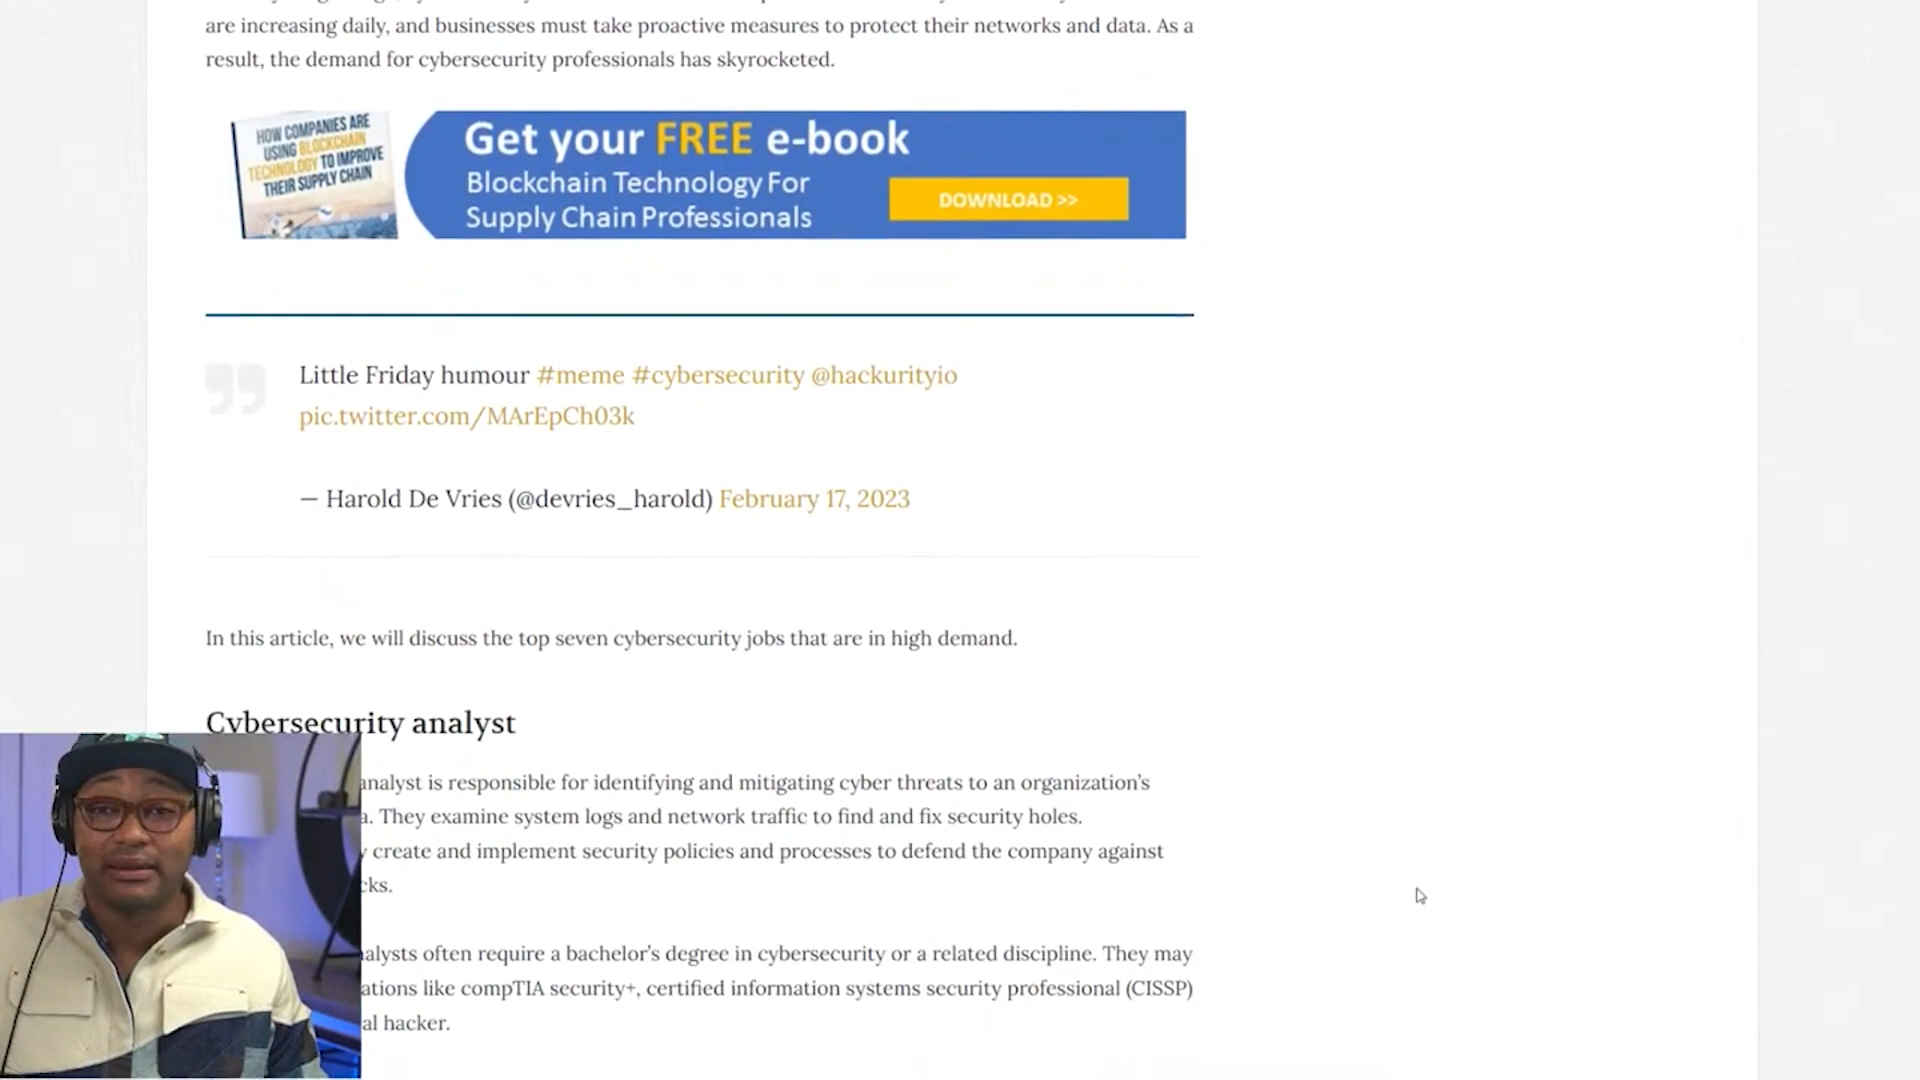 are increasing daily, and businesses must take proactive measures to protect their networks and data. As a
result, the demand for cybersecurity professionals has skyrocketed.
HOW COMPANIES ARE
USING BLOCKCHAIN
TECHNOLOGY TO IMPROVE
THEIR SUPPLY CHAIN
Get your FREE e-book
Blockchain Technology For
Supply Chain Professionals
DOWNLOAD >>
Little Friday humour #meme #cybersecurity @hackurityio
pic.twitter.com/MArEpCh03k
— Harold De Vries (@devries_harold) February 17, 2023
In this article, we will discuss the top seven cybersecurity jobs that are in high demand.
Cybersecurity analyst
analyst is responsible for identifying and mitigating cyber threats to an organization’s
They examine system logs and network traffic to find and fix security holes.
create and implement security policies and processes to defend the company against
cks.
alysts often require a bachelor’s degree in cybersecurity or a related discipline. They may
ations like compTIA security+, certified information systems security professional (CISSP)
al hacker.